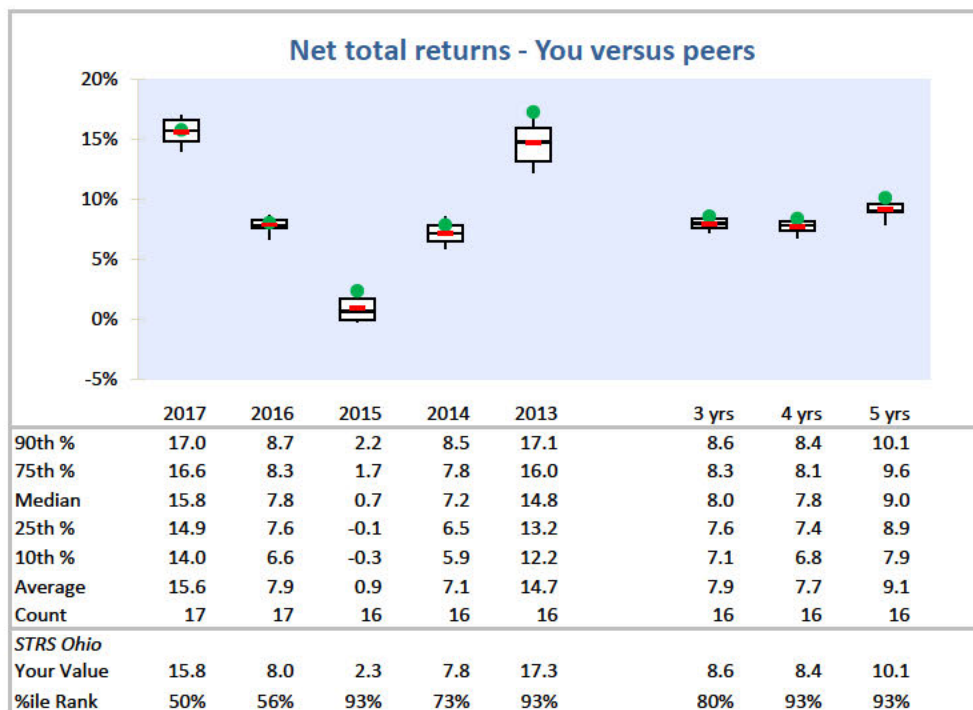 Net total returns - You versus peers
20%
15%
10%
5%
0%
-5%
2017 2016 2015 2014 2013 3 yrs 4 yrs 5 yrs
90th % 17.0 8.7 2.2 8.5 17.1 8.6 8.4 10.1
75th % 16.6 8.3 1.7 7.8 16.0 8.3 8.1 9.6
Median 15.8 7.8 0.7 7.2 14.8 8.0 7.8 9.0
25th % 14.9 7.6 -0.1 6.5 13.2 7.6 7.4 8.9
10th % 14.0 6.6 -0.3 5.9 12.2 7.1 6.8 7.9
Average 15.6 7.9 0.9 7.1 14.7 7.9 7.7 9.1
Count 17 17 16 16 16 16 16 16
STRS Ohio
Your Value 15.8 8.0 2.3 7.8 17.3 8.6 8.4 10.1
%ile Rank 50% 56% 93% 73% 93% 80% 93% 93%